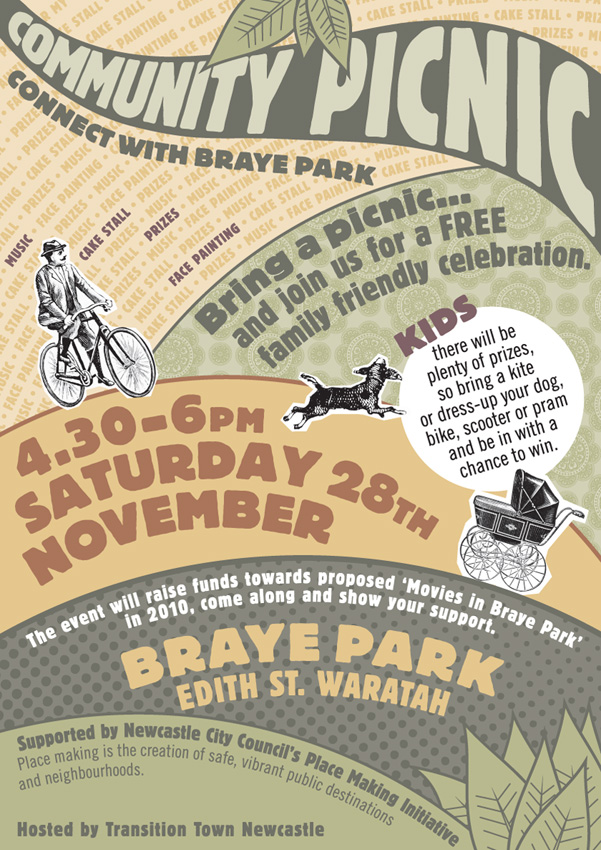 COMMUNITY PICNIC
CONNECT WITH BRAYE PARK
MUSIC
CAKE STALL
PRIZES
FACE PAINTING
Bring a picnic...
and join us for a FREE
family friendly celebration.
KIDS
there will be
plenty of prizes,
so bring a kite
or dress-up your dog,
bike, scooter or pram
and be in with a
chance to win.
4.30-6PM
SATURDAY 28TH
NOVEMBER
The event will raise funds towards proposed 'Movies in Braye Park'
in 2010, come along and show your support.
BRAYE PARK
EDITH ST. WARATAH
Supported by Newcastle City Council's Place Making Initiative
Place making is the creation of safe, vibrant public destinations
and neighbourhoods.
Hosted by Transition Town Newcastle